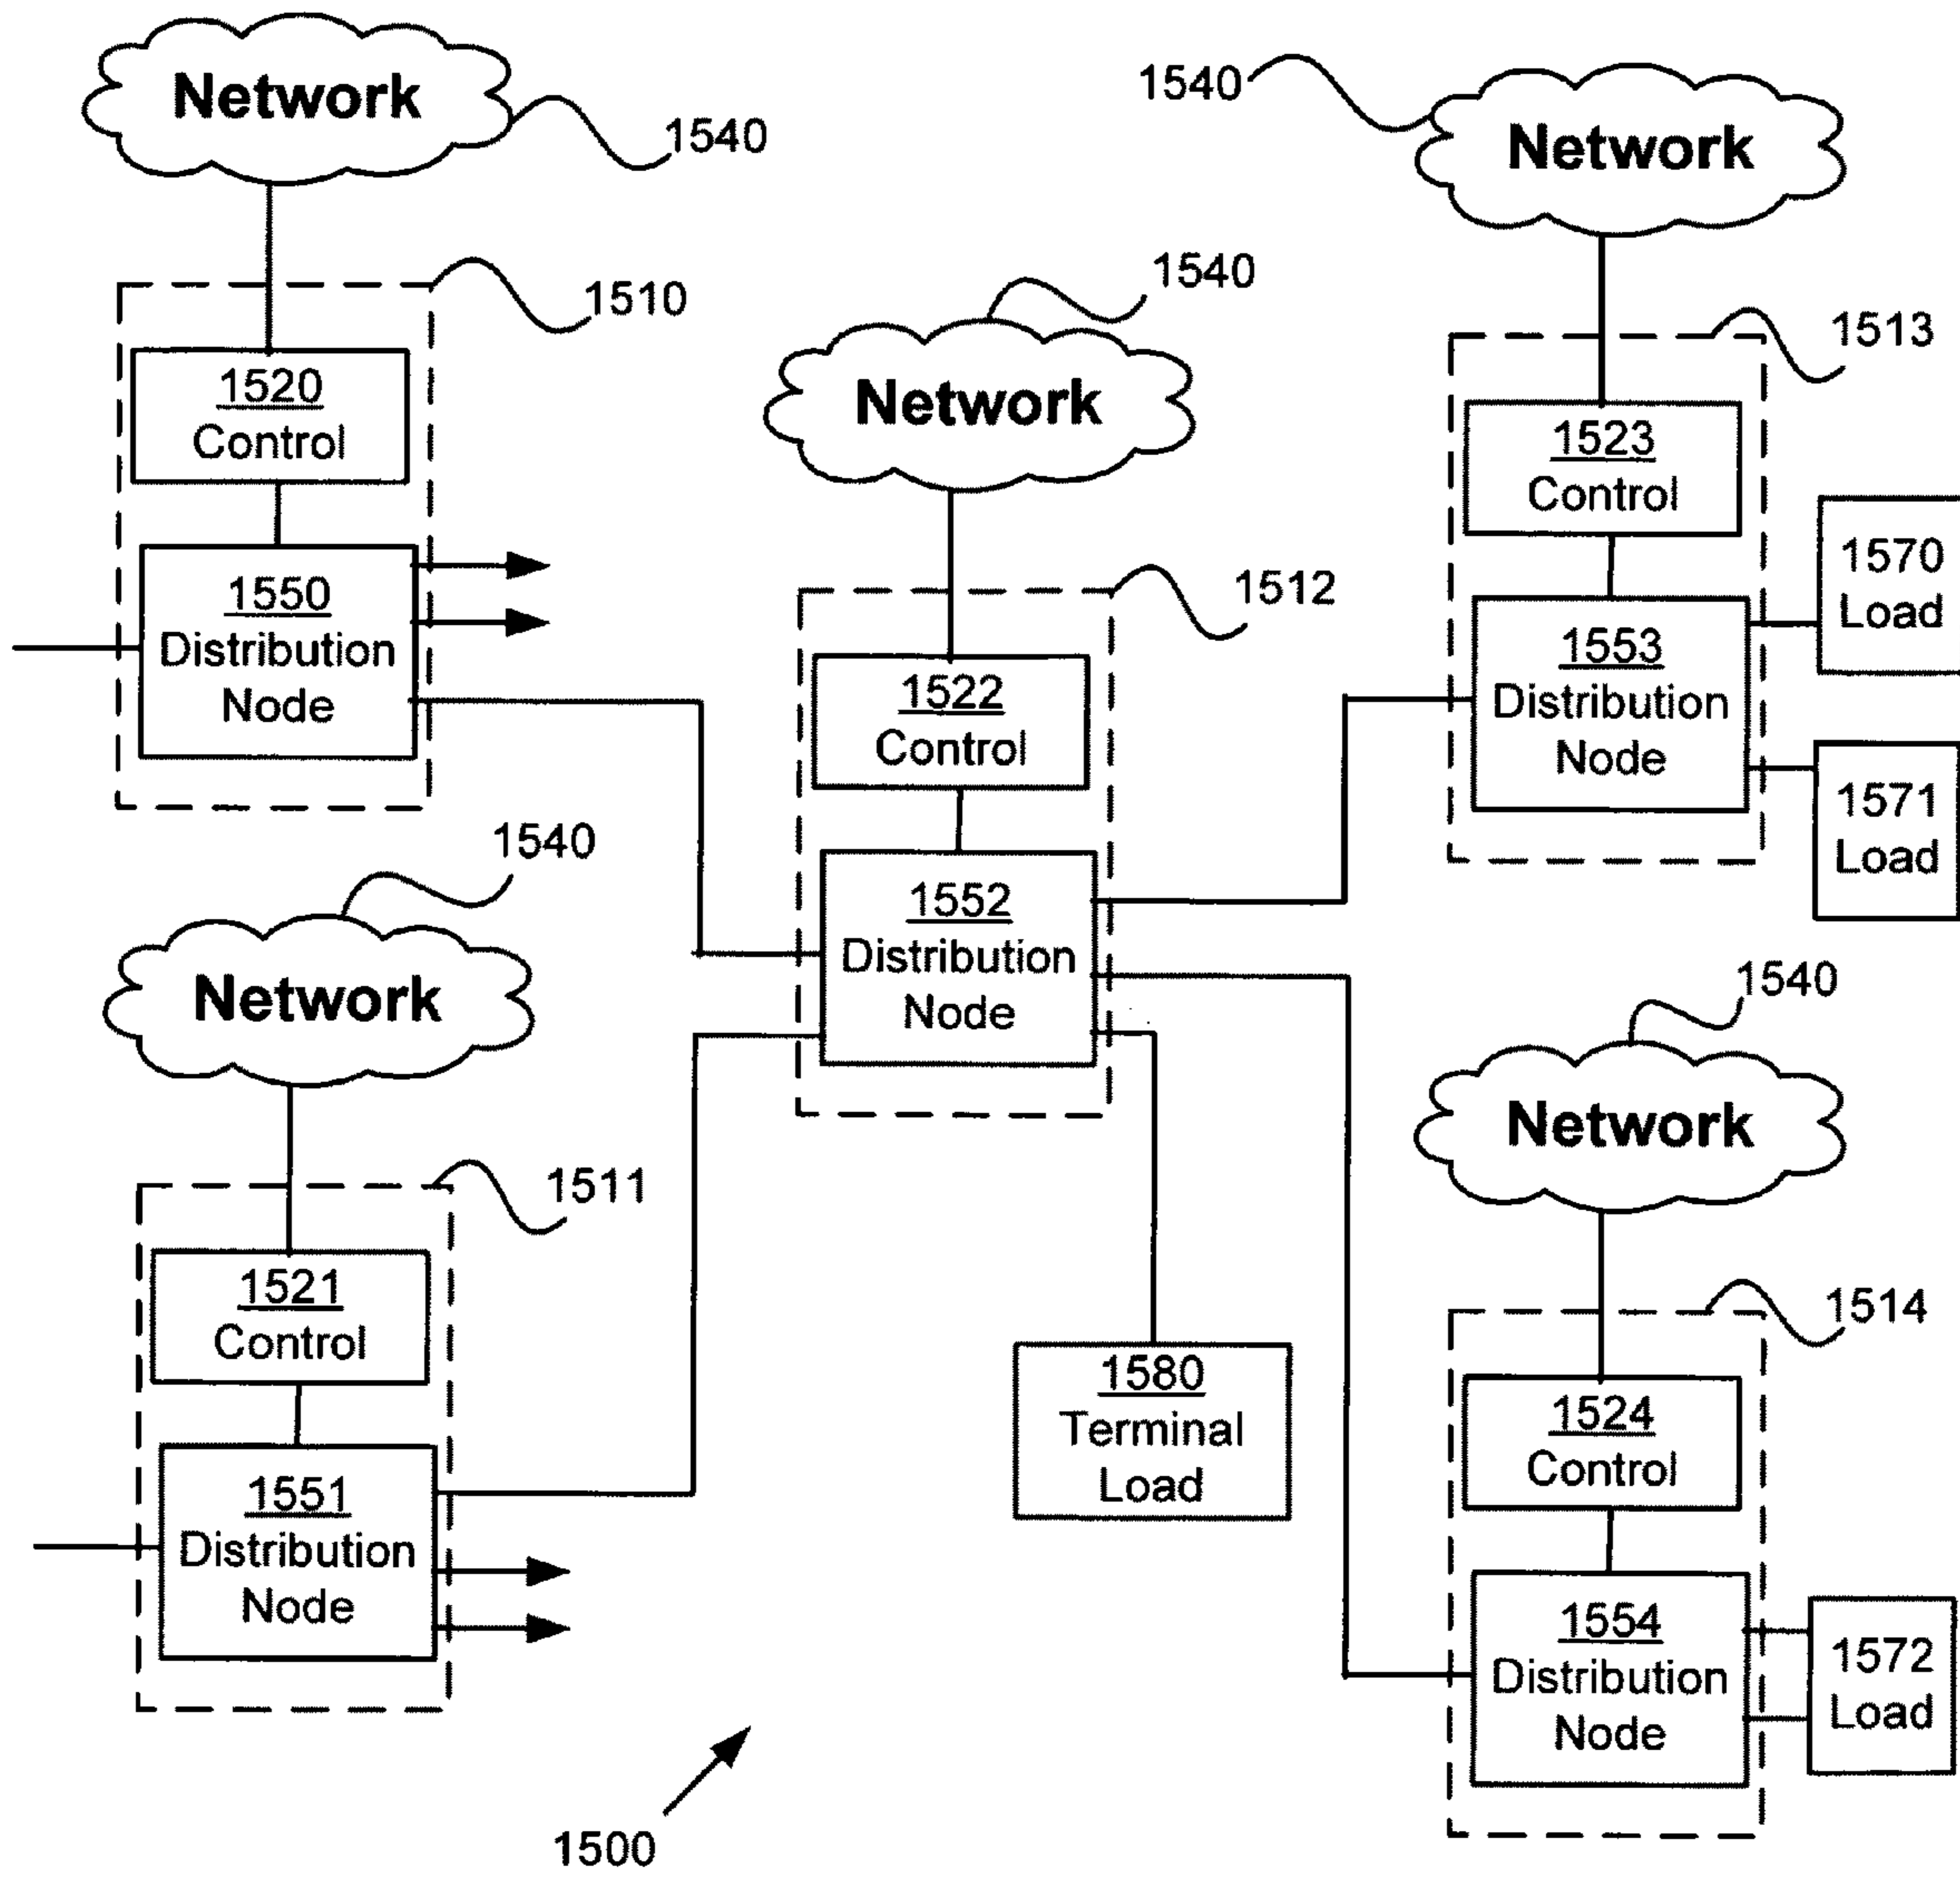 Network
1540
1510
1520
Control
1550
Distribution
Node
1540
Network
1521
Control
1511
1551
Distribution
Node
1540
Network
1512
1522
Control
1552
Distribution
Node
1580
Terminal
Load
1540
Network
1513
1523
Control
1553
Distribution
Node
1570
Load
1571
Load
1540
Network
1514
1524
Control
1554
Distribution
Node
1572
Load
1500